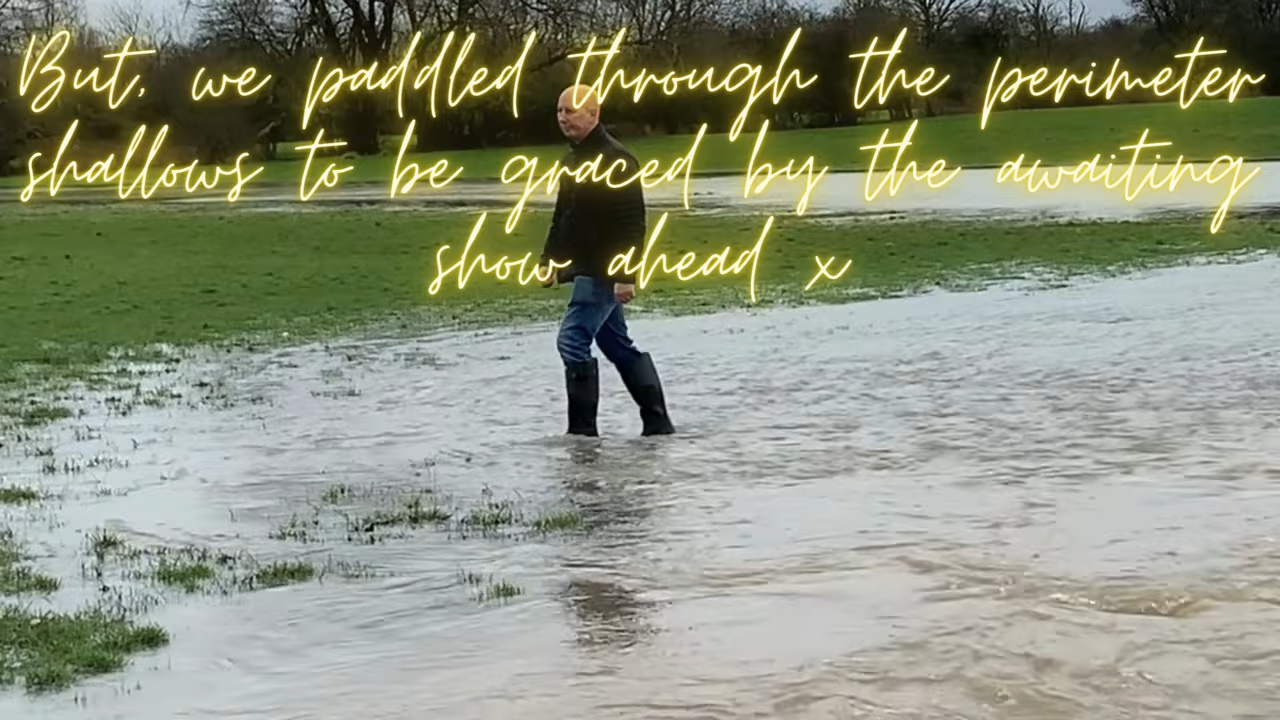 But, we paddled through the perimeter
shallows to be graced by the awaiting
show ahead x